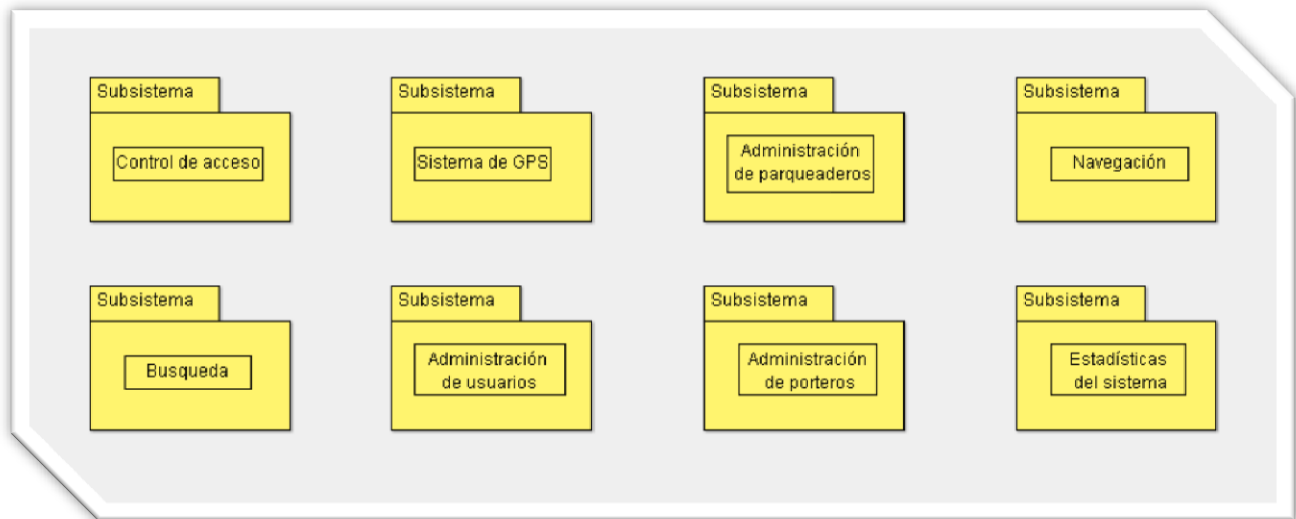 Subsistema
Subsistema
Subsistema
Subsistema
Control de acceso
Sistema de GPS
Administración
de parqueaderos
Navegación
Subsistema
Subsistema
Subsistema
Subsistema
Busqueda
Administración
de usuarios
Administración
de porteros
Estadísticas
del sistema